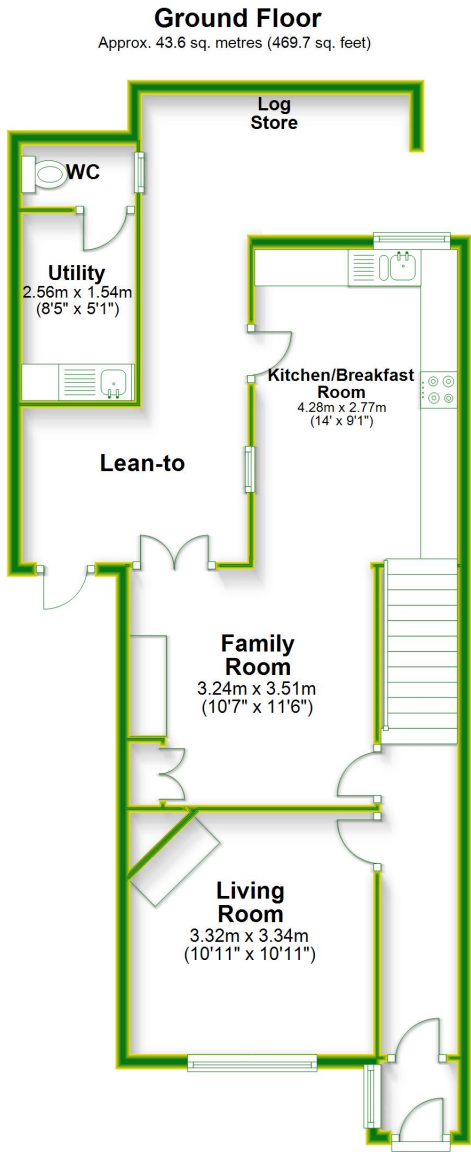 Ground Floor
Approx. 43.6 sq. metres (469.7 sq. feet)
Log
Store
WC
Utility
2.56m x 1.54m
(8'5" x 5'1")
Kitchen/Breakfast
Room
4.28m x 2.77m
(14' x 9'1")
Lean-to
Family
Room
3.24m x 3.51m
(10'7" x 11'6")
Living
Room
3.32m x 3.34m
(10'11" x 10'11")